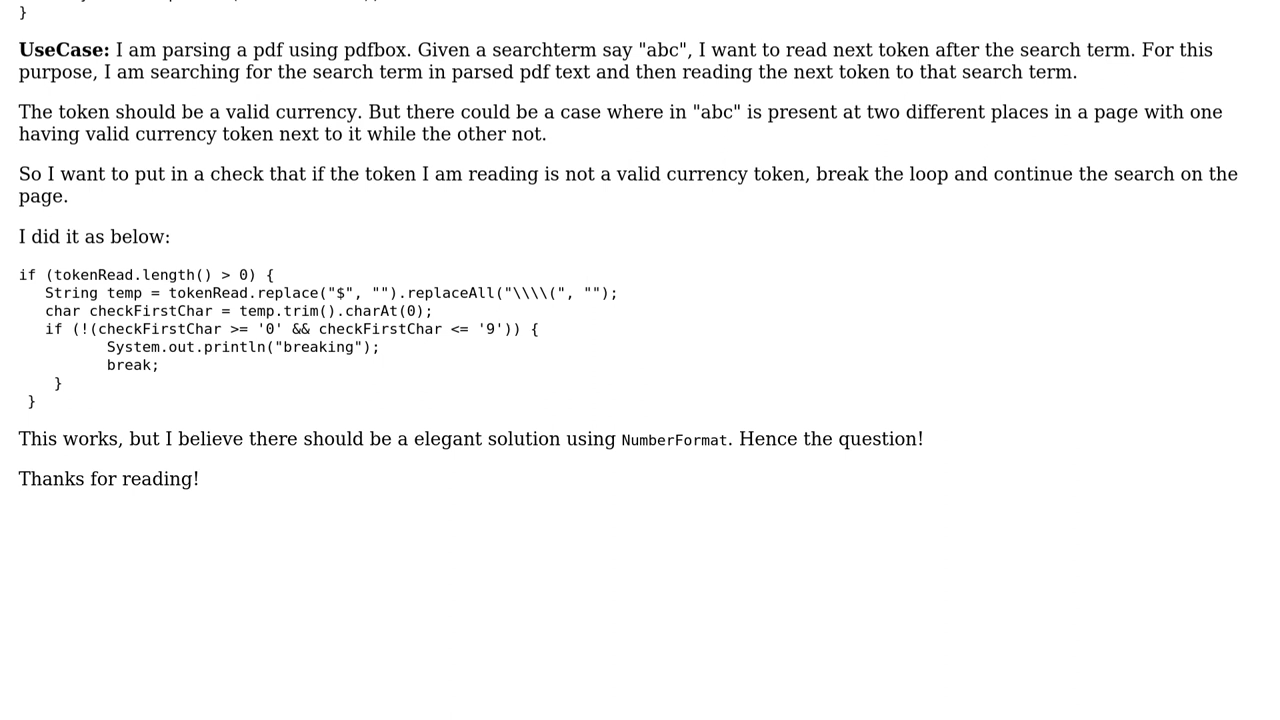 }
UseCase: I am parsing a pdf using pdfbox. Given a searchterm say "abc", I want to read next token after the search term. For this
purpose, I am searching for the search term in parsed pdf text and then reading the next token to that search term.
The token should be a valid currency. But there could be a case where in "abc" is present at two different places in a page with one
having valid currency token next to it while the other not.
So I want to put in a check that if the token I am reading is not a valid currency token, break the loop and continue the search on the
page.
I did it as below:
if (tokenRead.length() > 0) {
   String temp = tokenRead.replace("$", "").replaceAll("\\\\(", "");
   char checkFirstChar = temp.trim().charAt(0);
   if (!(checkFirstChar >= '0' && checkFirstChar <= '9')) {
          System.out.println("breaking");
          break;
    }
 }
This works, but I believe there should be a elegant solution using NumberFormat. Hence the question!
Thanks for reading!